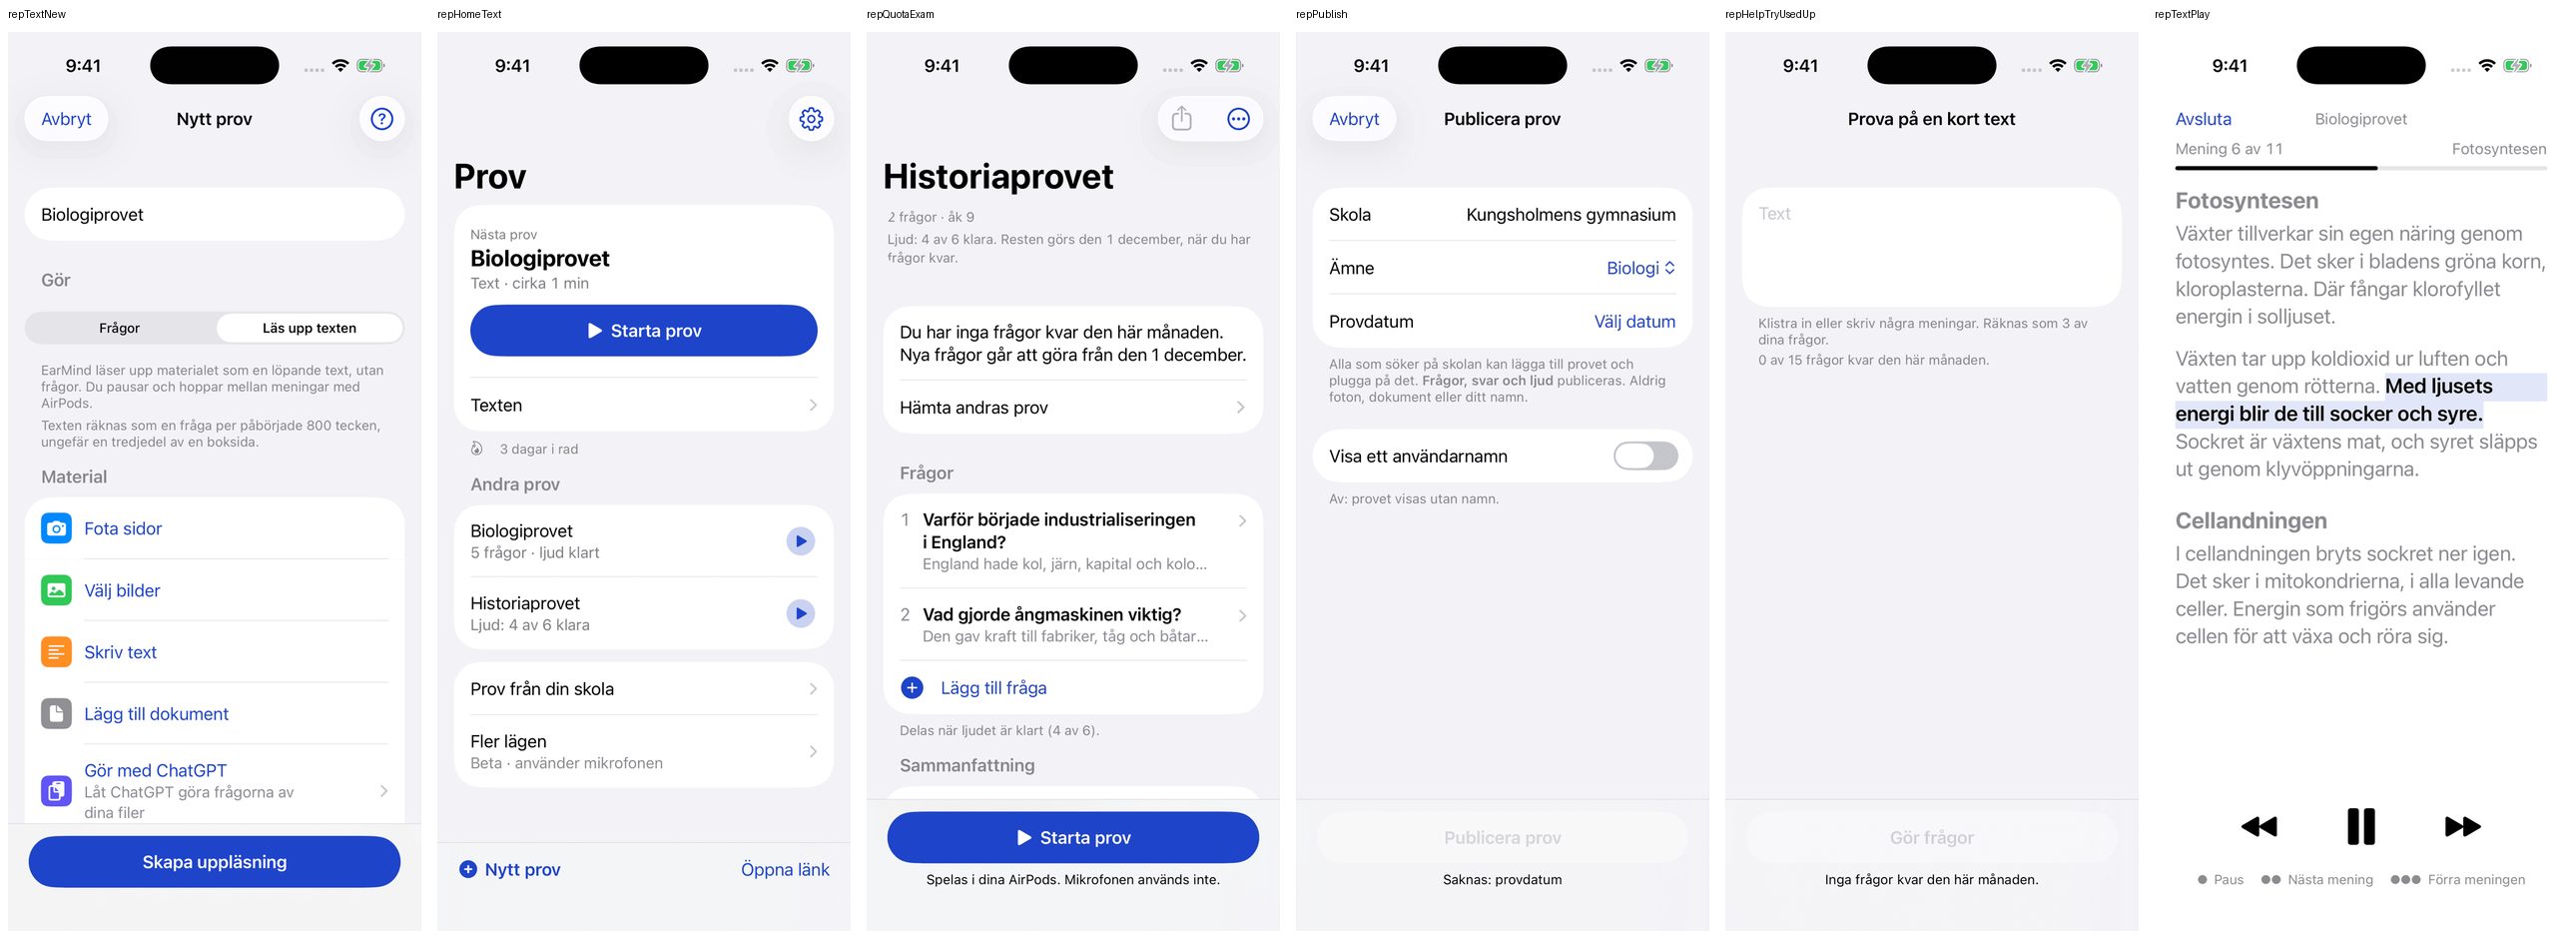 repTextNew
9:41
Avbryt
Nytt prov
Biologiprovet
Gör
Frågor
Läs upp texten
EarMind läser upp materialet som en löpande text, utan
frågor. Du pausar och hoppar mellan meningar med
AirPods.
Texten räknas som en fråga per påbörjade 800 tecken,
ungefär en tredjedel av en boksida.
Material
Fota sidor
Välj bilder
Skriv text
Lägg till dokument
Gör med ChatGPT
Låt ChatGPT göra frågorna av
dina filer
Skapa uppläsning
repHomeText
9:41
Prov
Nästa prov
Biologiprovet
Text · cirka 1 min
Starta prov
Texten
3 dagar i rad
Andra prov
Biologiprovet
5 frågor · ljud klart
Historiaprovet
Ljud: 4 av 6 klara
Prov från din skola
Fler lägen
Beta · använder mikrofonen
Nytt prov
Öppna länk
repQuotaExam
9:41
Historiaprovet
2 frågor · åk 9
Ljud: 4 av 6 klara. Resten görs den 1 december, när du har
frågor kvar.
Du har inga frågor kvar den här månaden.
Nya frågor går att göra från den 1 december.
Hämta andras prov
Frågor
1 Varför började industrialiseringen
i England?
England hade kol, järn, kapital och kolo...
2 Vad gjorde ångmaskinen viktig?
Den gav kraft till fabriker, tåg och båtar...
Lägg till fråga
Delas när ljudet är klart (4 av 6).
Sammanfattning
Starta prov
Spelas i dina AirPods. Mikrofonen används inte.
repPublish
9:41
Avbryt
Publicera prov
Skola
Kungsholmens gymnasium
Ämne
Biologi
Provdatum
Välj datum
Alla som söker på skolan kan lägga till provet och
plugga på det. Frågor, svar och ljud publiceras. Aldrig
foton, dokument eller ditt namn.
Visa ett användarnamn
Av: provet visas utan namn.
Publicera prov
Saknas: provdatum
repHelpTryUsedUp
9:41
Prova på en kort text
Text
Klistra in eller skriv några meningar. Räknas som 3 av
dina frågor.
0 av 15 frågor kvar den här månaden.
Gör frågor
Inga frågor kvar den här månaden.
repTextPlay
9:41
Avsluta
Biologiprovet
Mening 6 av 11
Fotosyntesen
Fotosyntesen
Växter tillverkar sin egen näring genom
fotosyntes. Det sker i bladens gröna korn,
kloroplasterna. Där fångar klorofyllet
energin i solljuset.
Växten tar upp koldioxid ur luften och
vatten genom rötterna. Med ljusets
energi blir de till socker och syre.
Sockret är växtens mat, och syret släpps
ut genom klyvöppningarna.
Cellandningen
I cellandningen bryts sockret ner igen.
Det sker i mitokondrierna, i alla levande
celler. Energin som frigörs använder
cellen för att växa och röra sig.
Paus
Nästa mening
Förra meningen